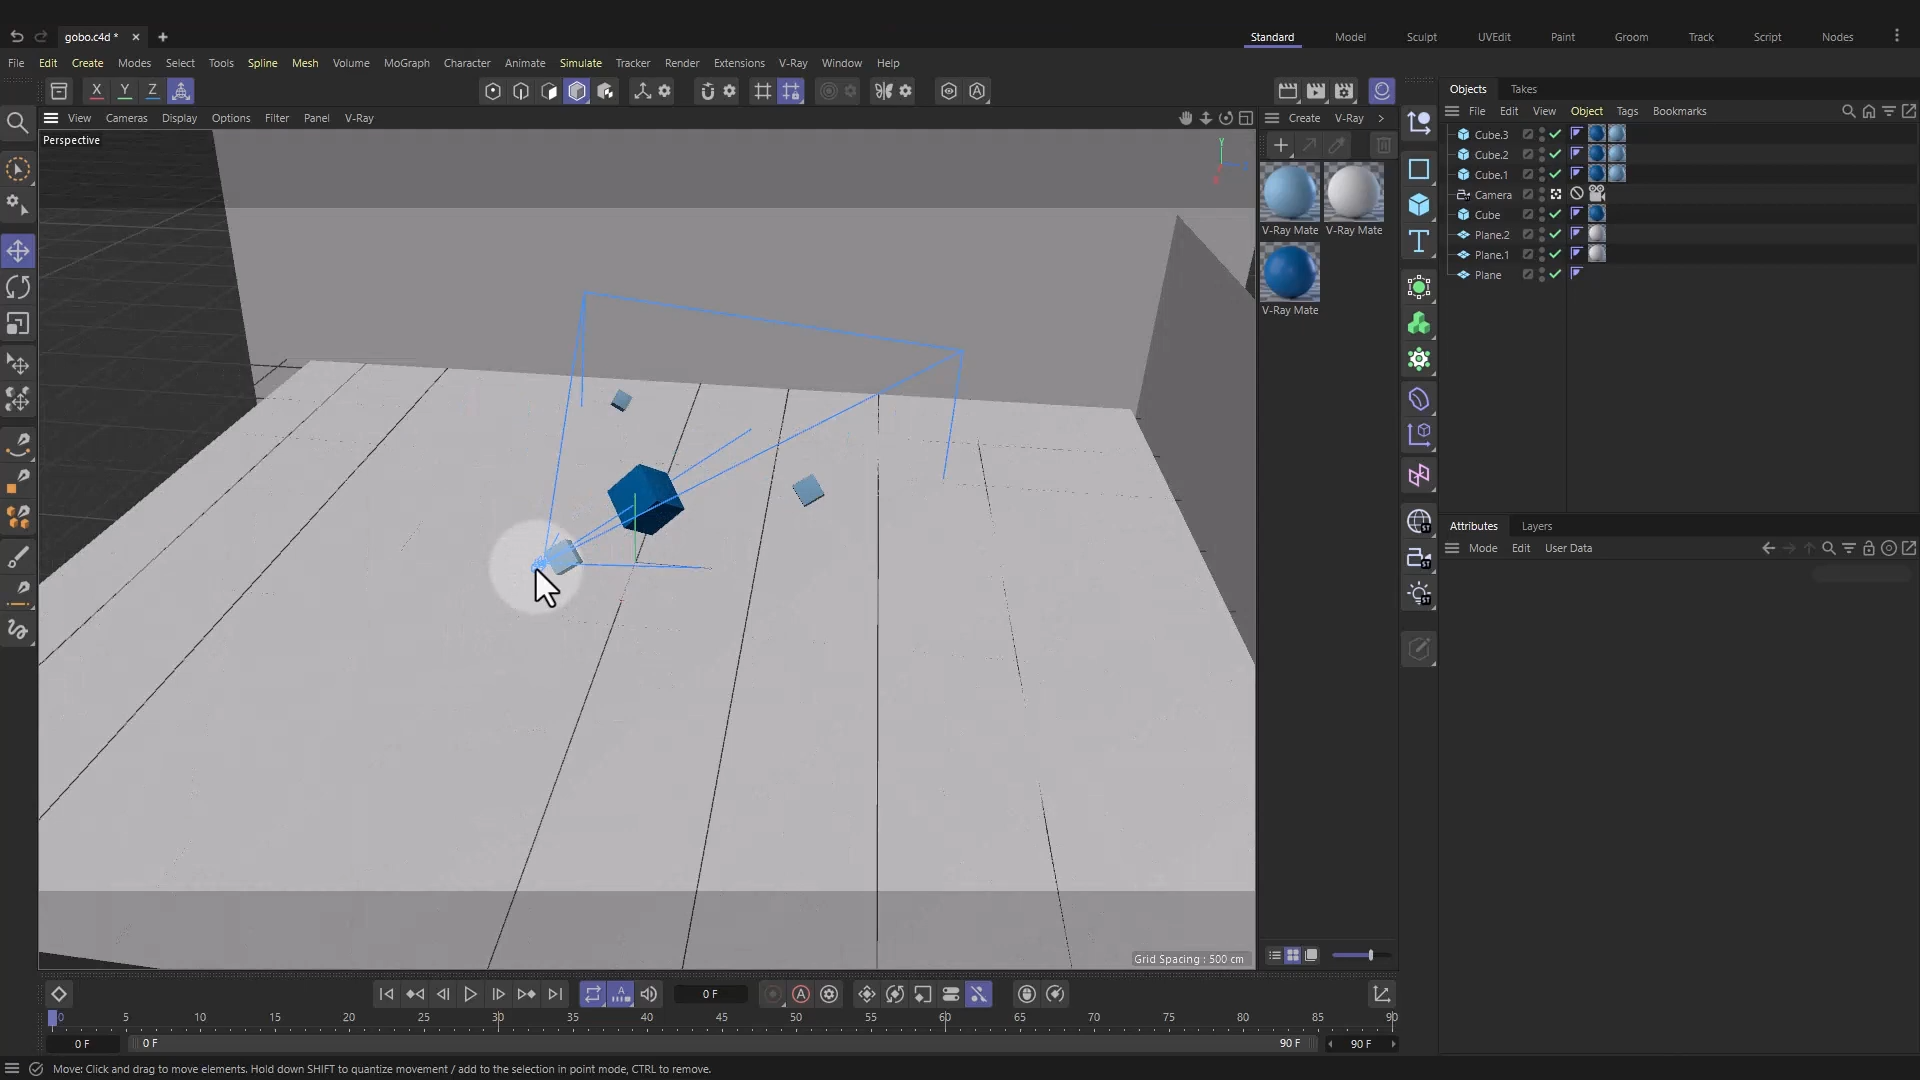 gobo.c4d *
Standard Model Sculpt UVEdit Paint Groom Track Script Nodes
File Edit Create Modes Select Tools Spline Mesh Volume MoGraph Character Animate Simulate Tracker Render Extensions V-Ray Window Help
X Y Z
Objects Takes
View Cameras Display Options Filter Panel V-Ray
Create V-Ray
File Edit View Object Tags Bookmarks
Perspective
Y
Cube.3
Cube.2
Cube.1
Camera
Cube
Plane.2
Plane.1
Plane
V-Ray Mate V-Ray Mate
V-Ray Mate
Attributes Layers
Mode Edit User Data
Grid Spacing : 500 cm
0 F
0 5 10 15 20 25 30 35 40 45 50 55 60 65 70 75 80 85 90
0 F 0 F 90 F 90 F
Move: Click and drag to move elements. Hold down SHIFT to quantize movement / add to the selection in point mode, CTRL to remove.